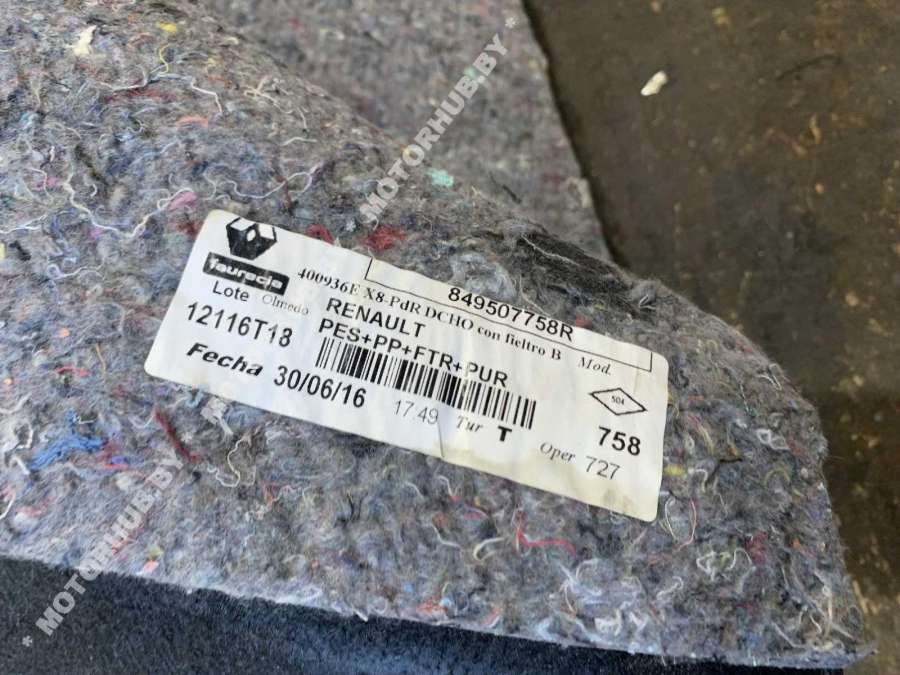 849507758R
faurecia
400936E X8-PdR DCHO con fieltro B Mod.
Lote Olmedo RENAULT
12116T18 PES+PP+FTR+PUR
504
Fecha 30/06/16 17.49 Tur T 758
Oper 727
* MOTORHUB.BY *
* MOTORHUB.BY